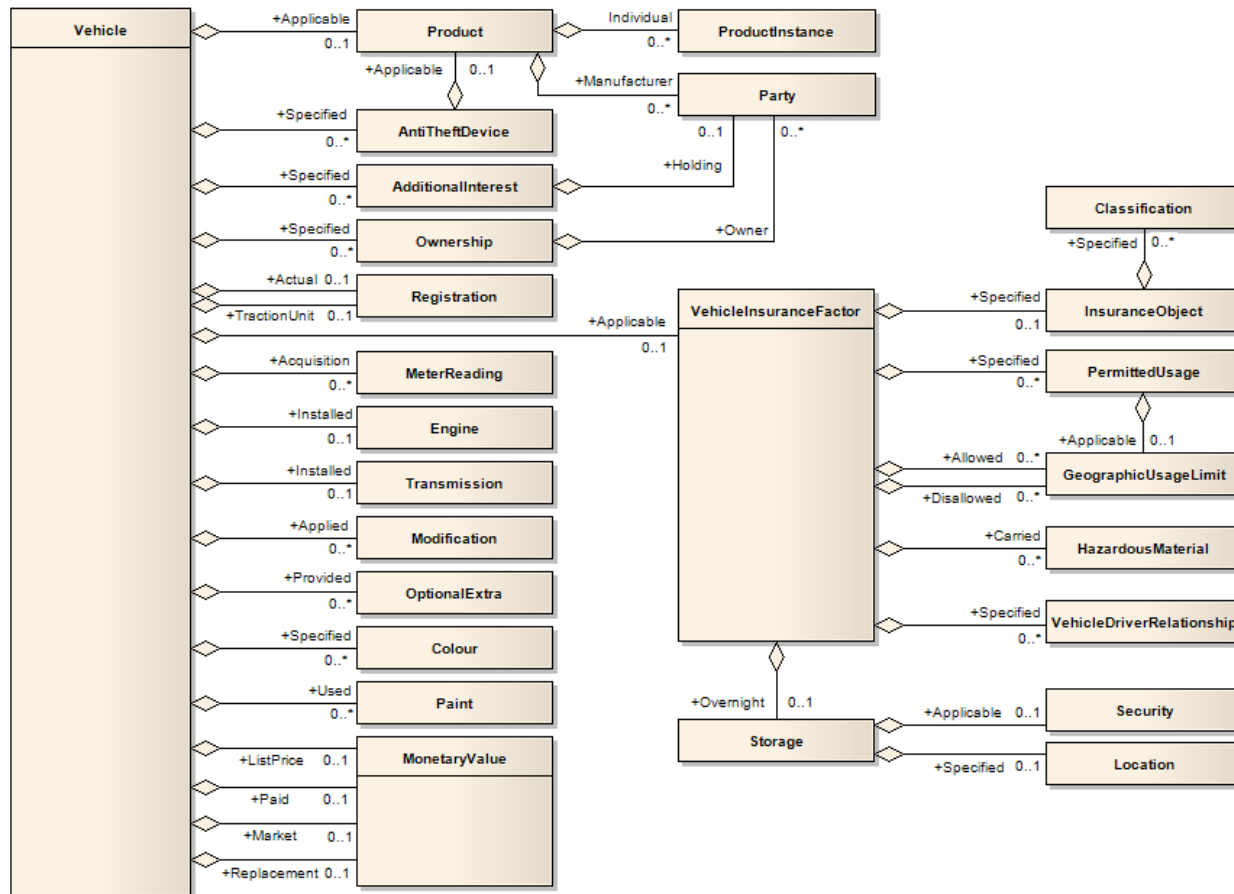 Vehicle
+Applicable
0..1
Product
Individual
0..*
ProductInstance
+Applicable
0..1
+Manufacturer
0..*
Party
+Specified
0..*
AntiTheftDevice
0..1
0..*
+Holding
+Specified
0..*
AdditionalInterest
Classification
+Specified
0..*
Ownership
+Owner
+Specified
0..*
+Actual 0..1
Registration
+TractionUnit 0..1
+Applicable
0..1
VehicleInsuranceFactor
+Specified
0..1
InsuranceObject
+Acquisition
0..*
MeterReading
+Specified
0..*
PermittedUsage
+Installed
0..1
Engine
+Applicable 0..1
+Allowed 0..*
GeographicUsageLimit
+Disallowed 0..*
+Installed
0..1
Transmission
+Applied
0..*
Modification
+Carried
0..*
HazardousMaterial
+Provided
0..*
OptionalExtra
+Specified
0..*
VehicleDriverRelationship
+Specified
0..*
Colour
+Used
0..*
Paint
+Overnight 0..1
Storage
+Applicable 0..1
Security
+Specified 0..1
Location
+ListPrice 0..1
MonetaryValue
+Paid 0..1
+Market 0..1
+Replacement 0..1